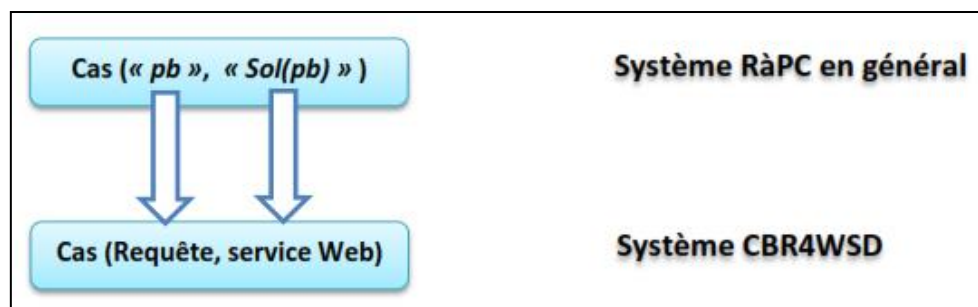 Cas (« pb », « Sol(pb) » )
Système RàPC en général
Cas (Requête, service Web)
Système CBR4WSD